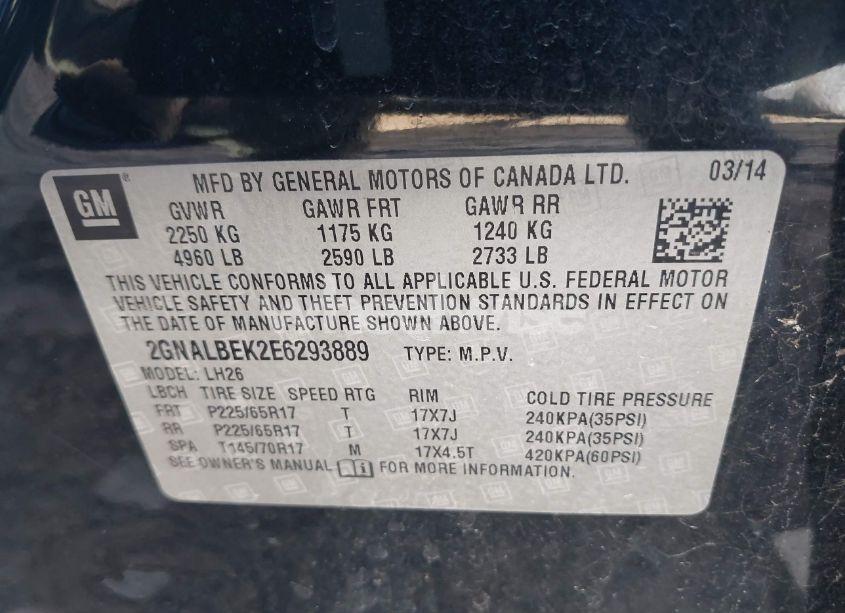 GM
MFD BY GENERAL MOTORS OF CANADA LTD. 03/14
GVWR GAWR FRT GAWR RR
2250 KG 1175 KG 1240 KG
4960 LB 2590 LB 2733 LB
THIS VEHICLE CONFORMS TO ALL APPLICABLE U.S. FEDERAL MOTOR
VEHICLE SAFETY AND THEFT PREVENTION STANDARDS IN EFFECT ON
THE DATE OF MANUFACTURE SHOWN ABOVE.
2GNALBEK2E6293889 TYPE: M.P.V.
MODEL: LH26
LBCH TIRE SIZE SPEED RTG RIM COLD TIRE PRESSURE
FRT P225/65R17 T 17X7J 240KPA(35PSI)
RR P225/65R17 T 17X7J 240KPA(35PSI)
SPA T145/70R17 M 17X4.5T 420KPA(60PSI)
SEE OWNER'S MANUAL FOR MORE INFORMATION.